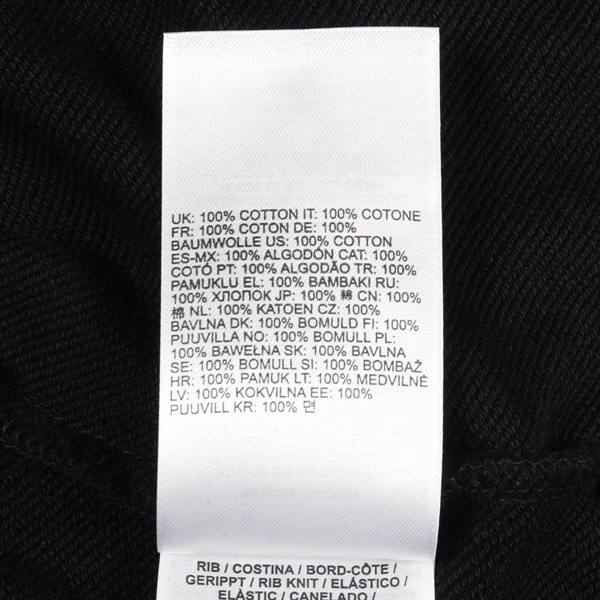 UK: 100% COTTON IT: 100% COTONE
FR: 100% COTON DE: 100%
BAUMWOLLE US: 100% COTTON
ES-MX: 100% ALGODÓN CAT: 100%
COTÓ PT: 100% ALGODÃO TR: 100%
PAMUKLU EL: 100% BAMBAKI RU:
100% ХЛОПОК JP: 100% 綿 CN: 100%
棉 NL: 100% KATOEN CZ: 100%
BAVLNA DK: 100% BOMULD FI: 100%
PUUVILLA NO: 100% BOMULL PL:
100% BAWEŁNA SK: 100% BAVLNA
SE: 100% BOMULL SI: 100% BOMBAŽ
HR: 100% PAMUK LT: 100% MEDVILNĖ
LV: 100% KOKVILNA EE: 100%
PUUVILL KR: 100% 면
RIB / COSTINA / BORD-CÔTE /
GERIPPT / RIB KNIT / ELÁSTICO /
ELÀSTIC / CANELADO /